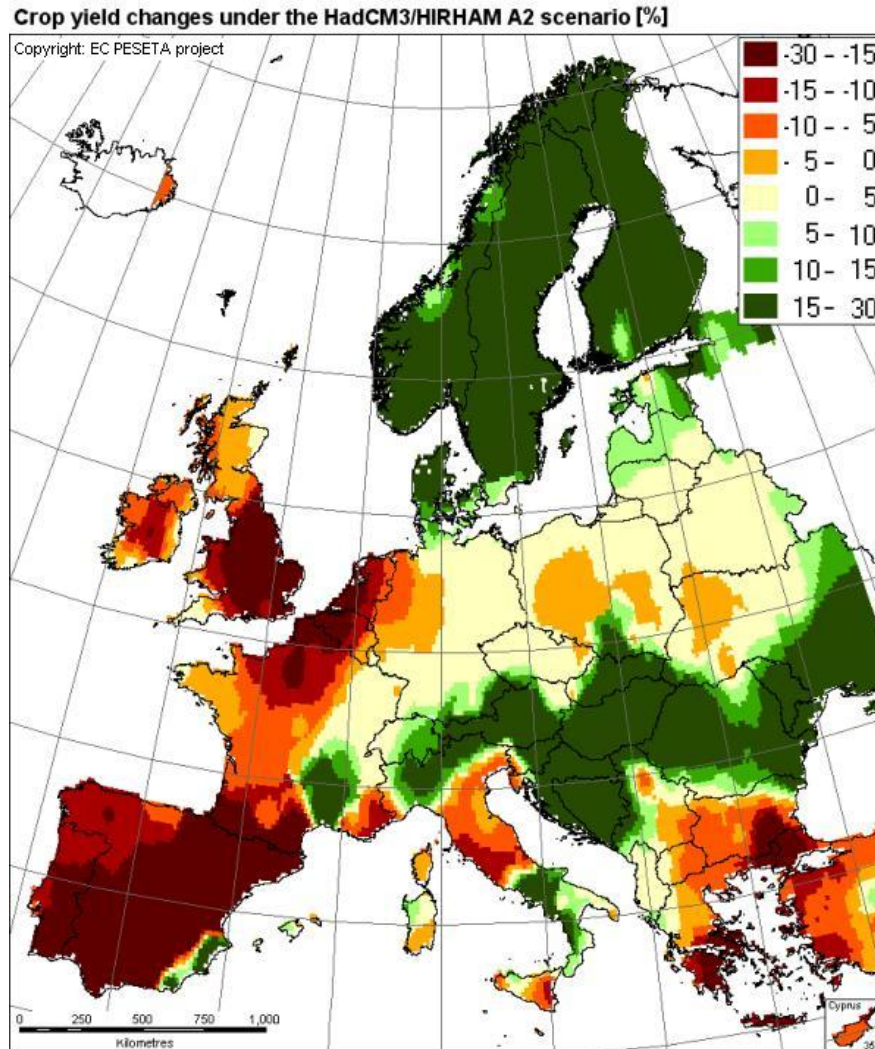 Crop yield changes under the HadCM3/HIRHAM A2 scenario [%]
Copyright: EC PESETA project
-30 - -15
-15 - -10
-10 - - 5
- 5 - 0
0 - 5
5 - 10
10 - 15
15 - 30
Cyprus
35
0 250 500 750 1,000
Kilometres